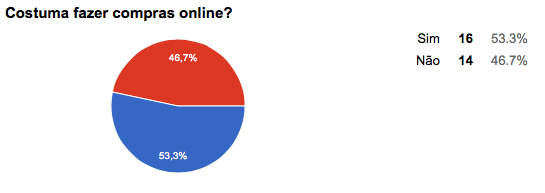 Costuma fazer compras online?
46,7%
53,3%
Sim 16 53.3%
Não 14 46.7%